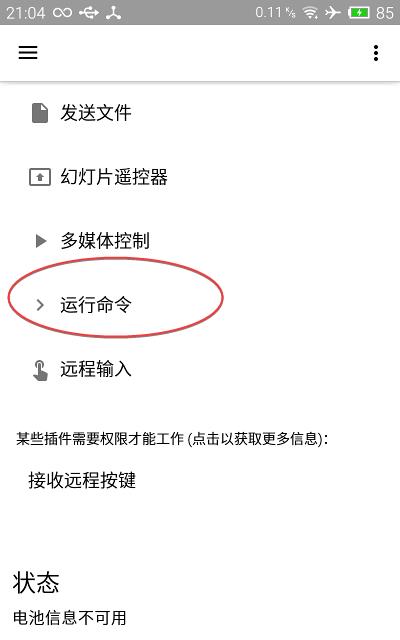 21:04 0.11 K/s 85
发送文件
幻灯片遥控器
多媒体控制
运行命令
远程输入
某些插件需要权限才能工作 (点击以获取更多信息):
接收远程按键
状态
电池信息不可用